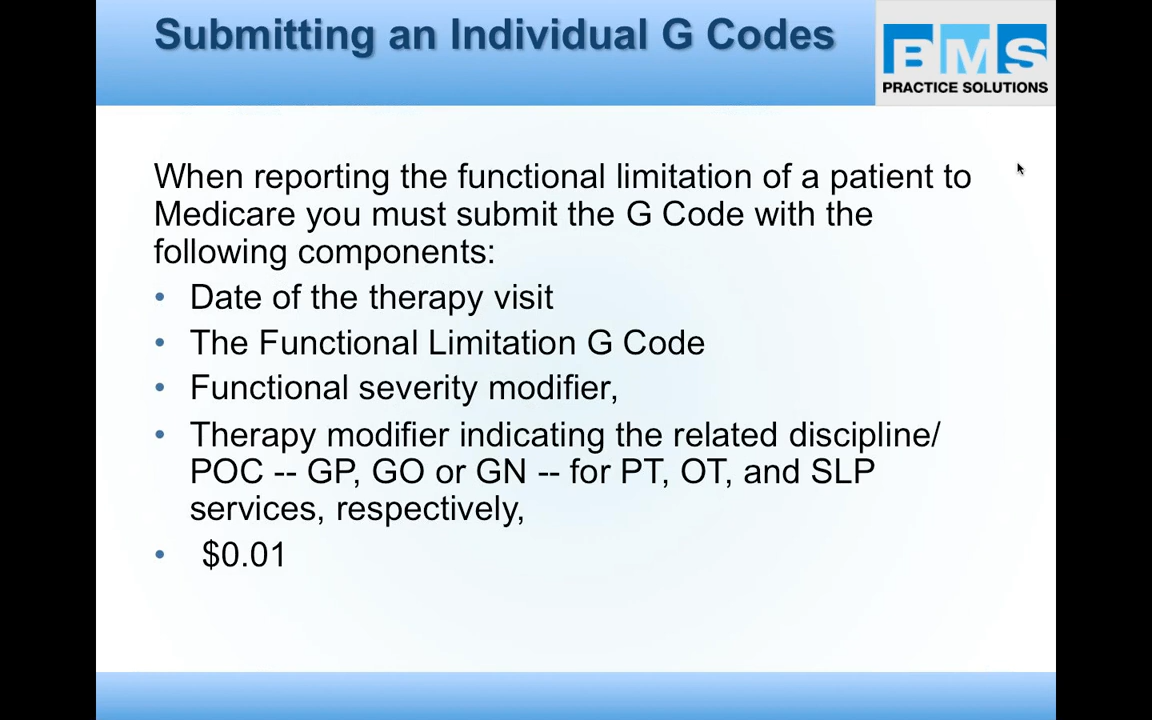 Submitting an Individual G Codes
BMS
PRACTICE SOLUTIONS
When reporting the functional limitation of a patient to
Medicare you must submit the G Code with the
following components:
• Date of the therapy visit
• The Functional Limitation G Code
• Functional severity modifier,
• Therapy modifier indicating the related discipline/
POC -- GP, GO or GN -- for PT, OT, and SLP
services, respectively,
• $0.01